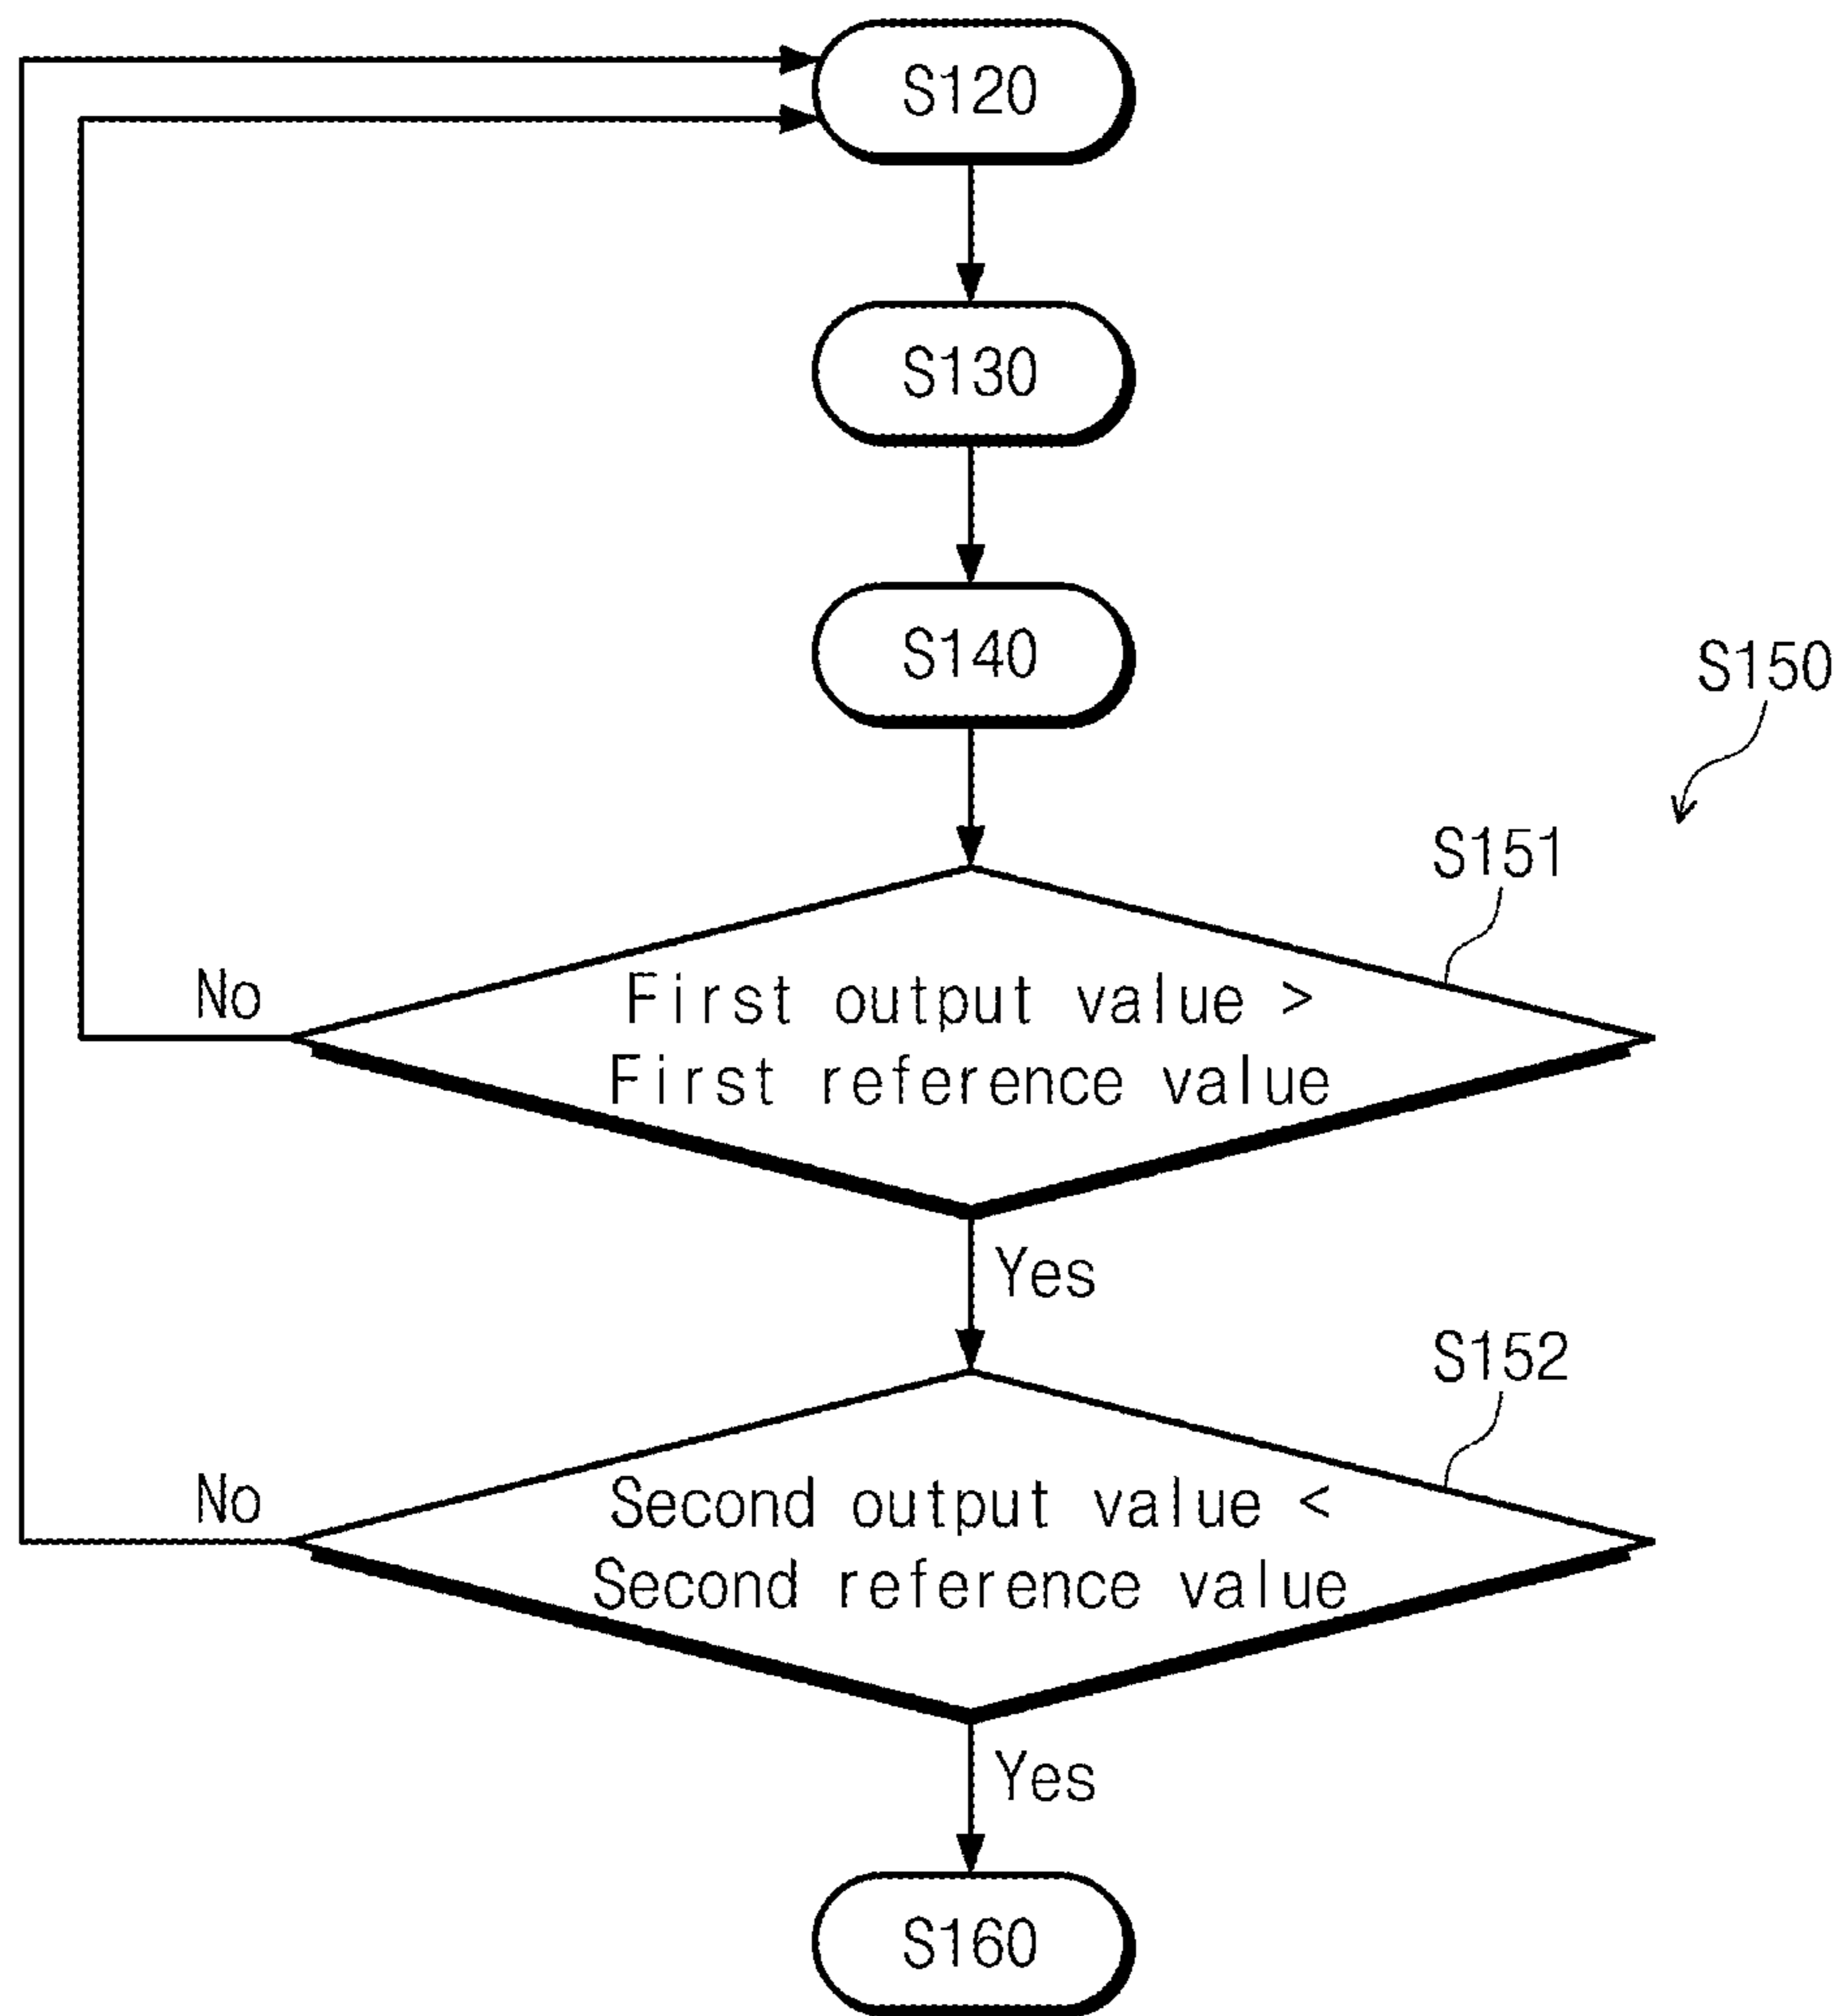 S120
S130
S140
S150
S151
No
First output value >
First reference value
Yes
S152
No
Second output value <
Second reference value
Yes
S160